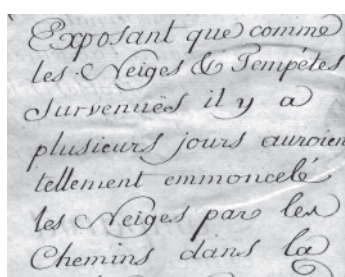 Exposant que comme
les Neiges & Tempêtes
survenuës il y a
plusieurs jours auroien
tellement emmoncelé
les Neiges par les
Chemins dans la